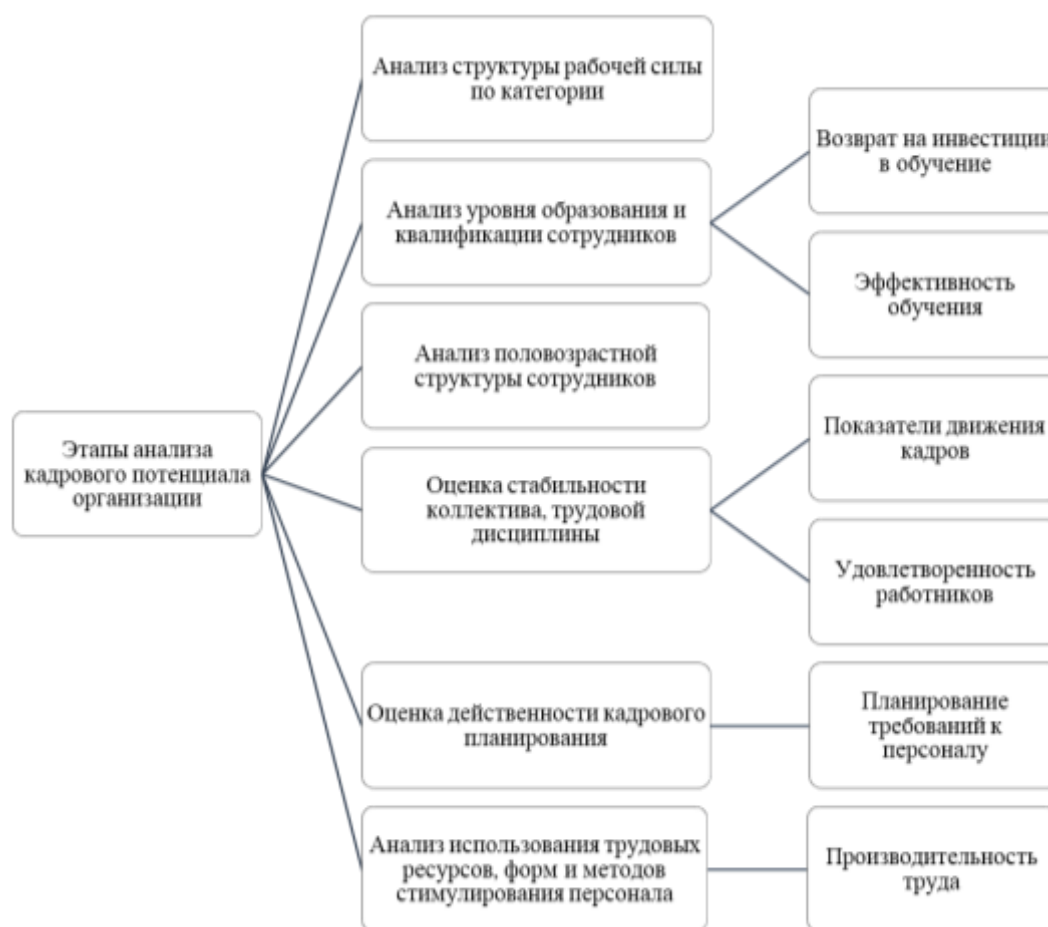 Этапы анализа
кадрового потенциала
организации
Анализ структуры рабочей силы
по категории
Анализ уровня образования и
квалификации сотрудников
Возврат на инвестиции
в обучение
Эффективность
обучения
Анализ половозрастной
структуры сотрудников
Оценка стабильности
коллектива, трудовой
дисциплины
Показатели движения
кадров
Удовлетворенность
работников
Оценка действенности кадрового
планирования
Планирование
требований к
персоналу
Анализ использования трудовых
ресурсов, форм и методов
стимулирования персонала
Производительность
труда